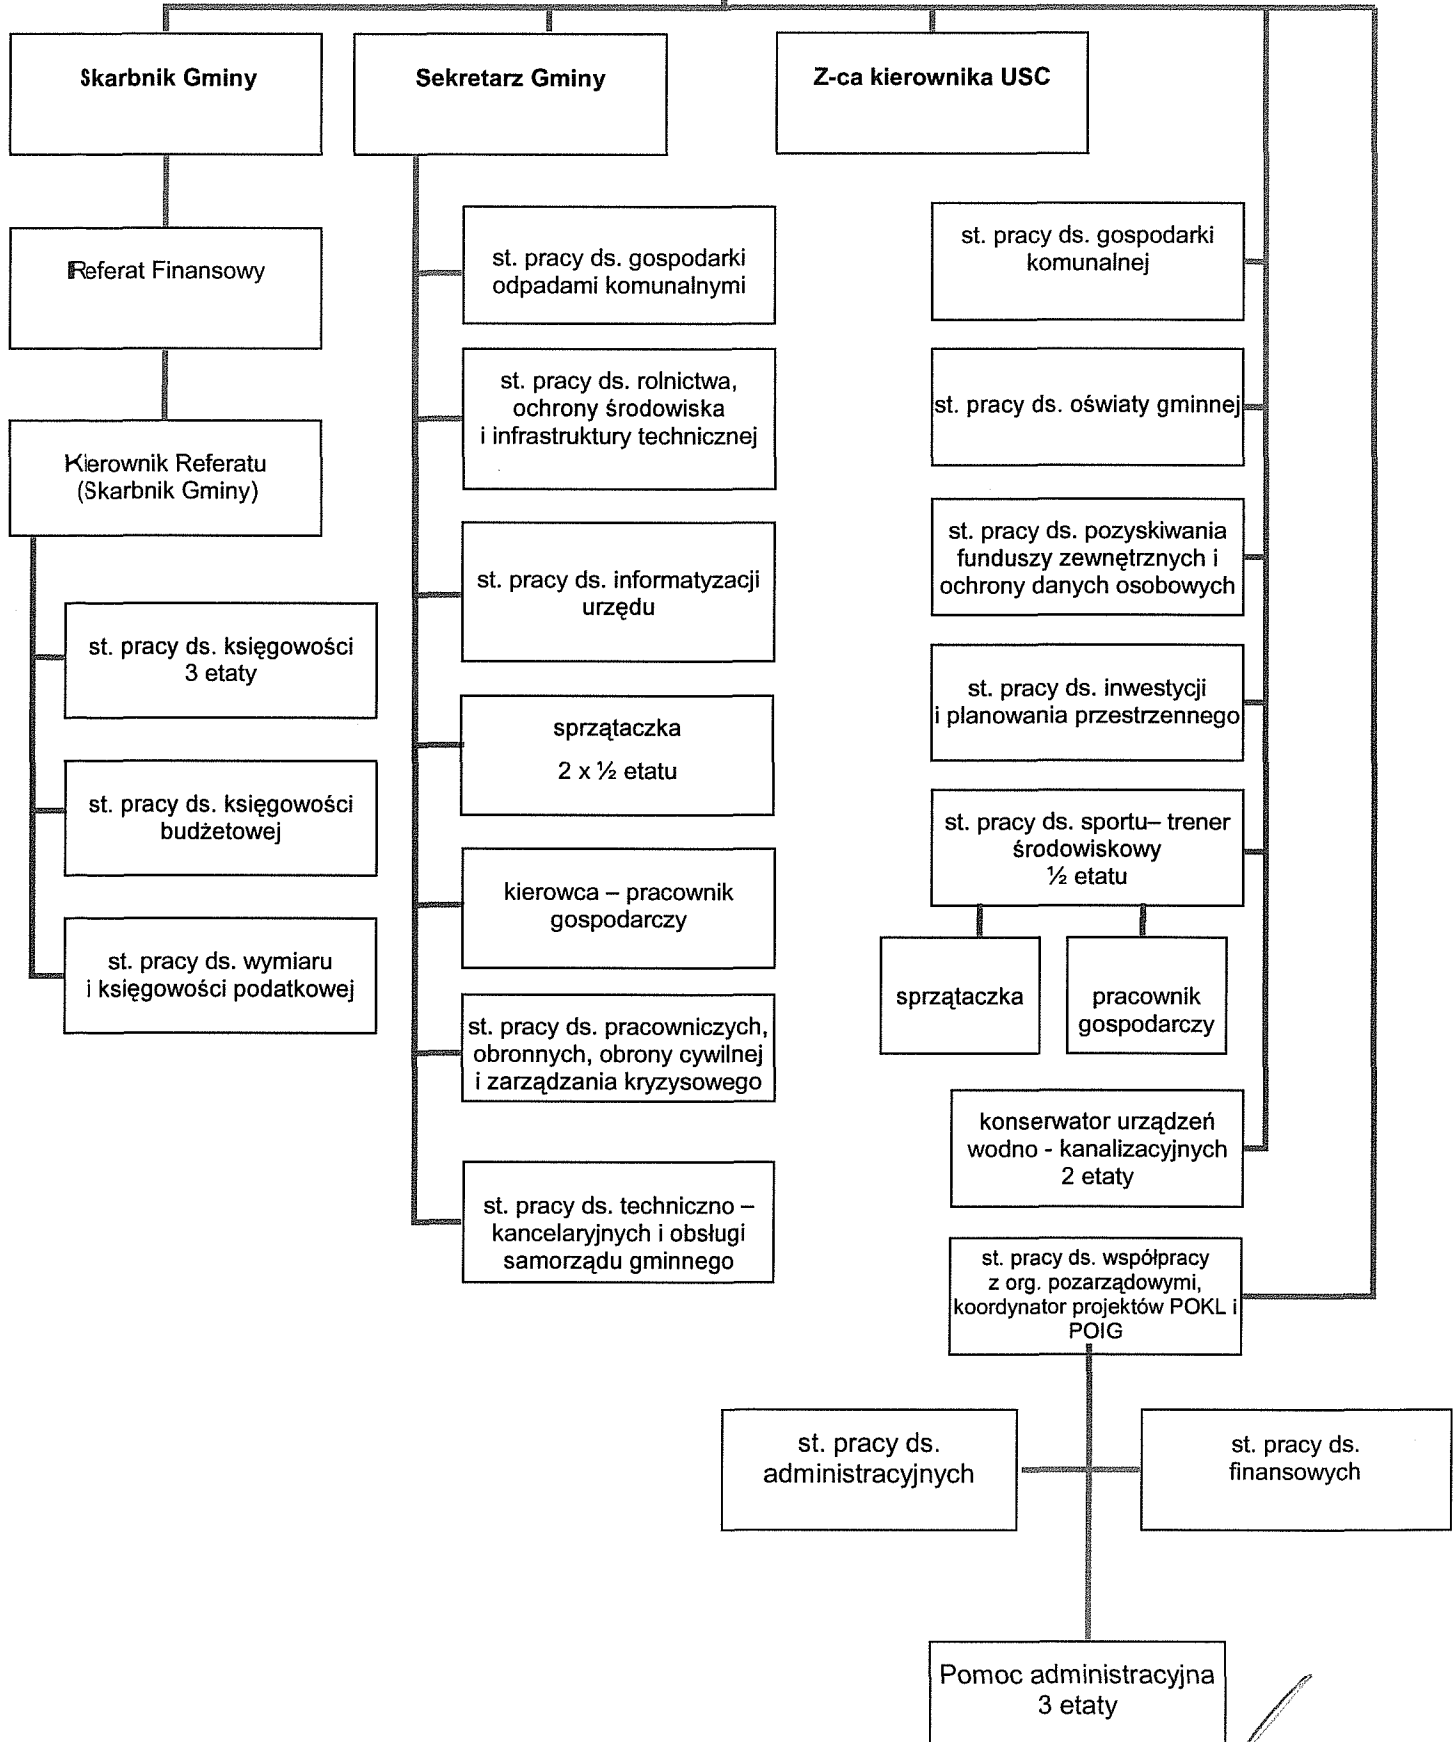 Skarbnik Gminy
Sekretarz Gminy
Z-ca kierownika USC
Referat Finansowy
Kierownik Referatu
(Skarbnik Gminy)
st. pracy ds. księgowości
3 etaty
st. pracy ds. księgowości
budżetowej
st. pracy ds. wymiaru
i księgowości podatkowej
st. pracy ds. gospodarki
odpadami komunalnymi
st. pracy ds. rolnictwa,
ochrony środowiska
i infrastruktury technicznej
st. pracy ds. informatyzacji
urzędu
sprzątaczka
2 x ½ etatu
kierowca – pracownik
gospodarczy
st. pracy ds. pracowniczych,
obronnych, obrony cywilnej
i zarządzania kryzysowego
st. pracy ds. techniczno –
kancelaryjnych i obsługi
samorządu gminnego
st. pracy ds. gospodarki
komunalnej
st. pracy ds. oświaty gminnej
st. pracy ds. pozyskiwania
funduszy zewnętrznych i
ochrony danych osobowych
st. pracy ds. inwestycji
i planowania przestrzennego
st. pracy ds. sportu– trener
środowiskowy
½ etatu
sprzątaczka
pracownik
gospodarczy
konserwator urządzeń
wodno - kanalizacyjnych
2 etaty
st. pracy ds. współpracy
z org. pozarządowymi,
koordynator projektów POKL i
POIG
st. pracy ds.
administracyjnych
st. pracy ds.
finansowych
Pomoc administracyjna
3 etaty